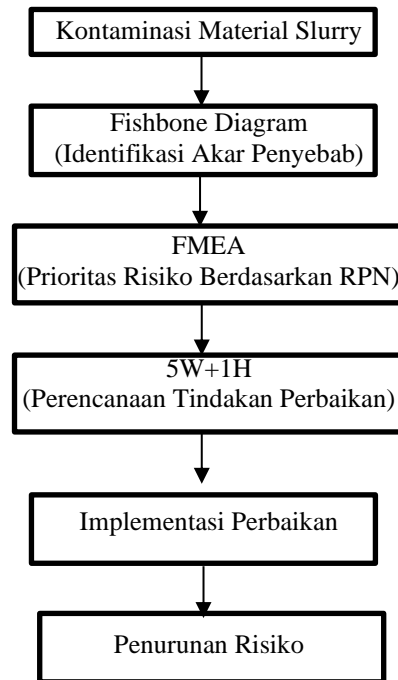 Kontaminasi Material Slurry
Fishbone Diagram
(Identifikasi Akar Penyebab)
FMEA
(Prioritas Risiko Berdasarkan RPN)
5W+1H
(Perencanaan Tindakan Perbaikan)
Implementasi Perbaikan
Penurunan Risiko